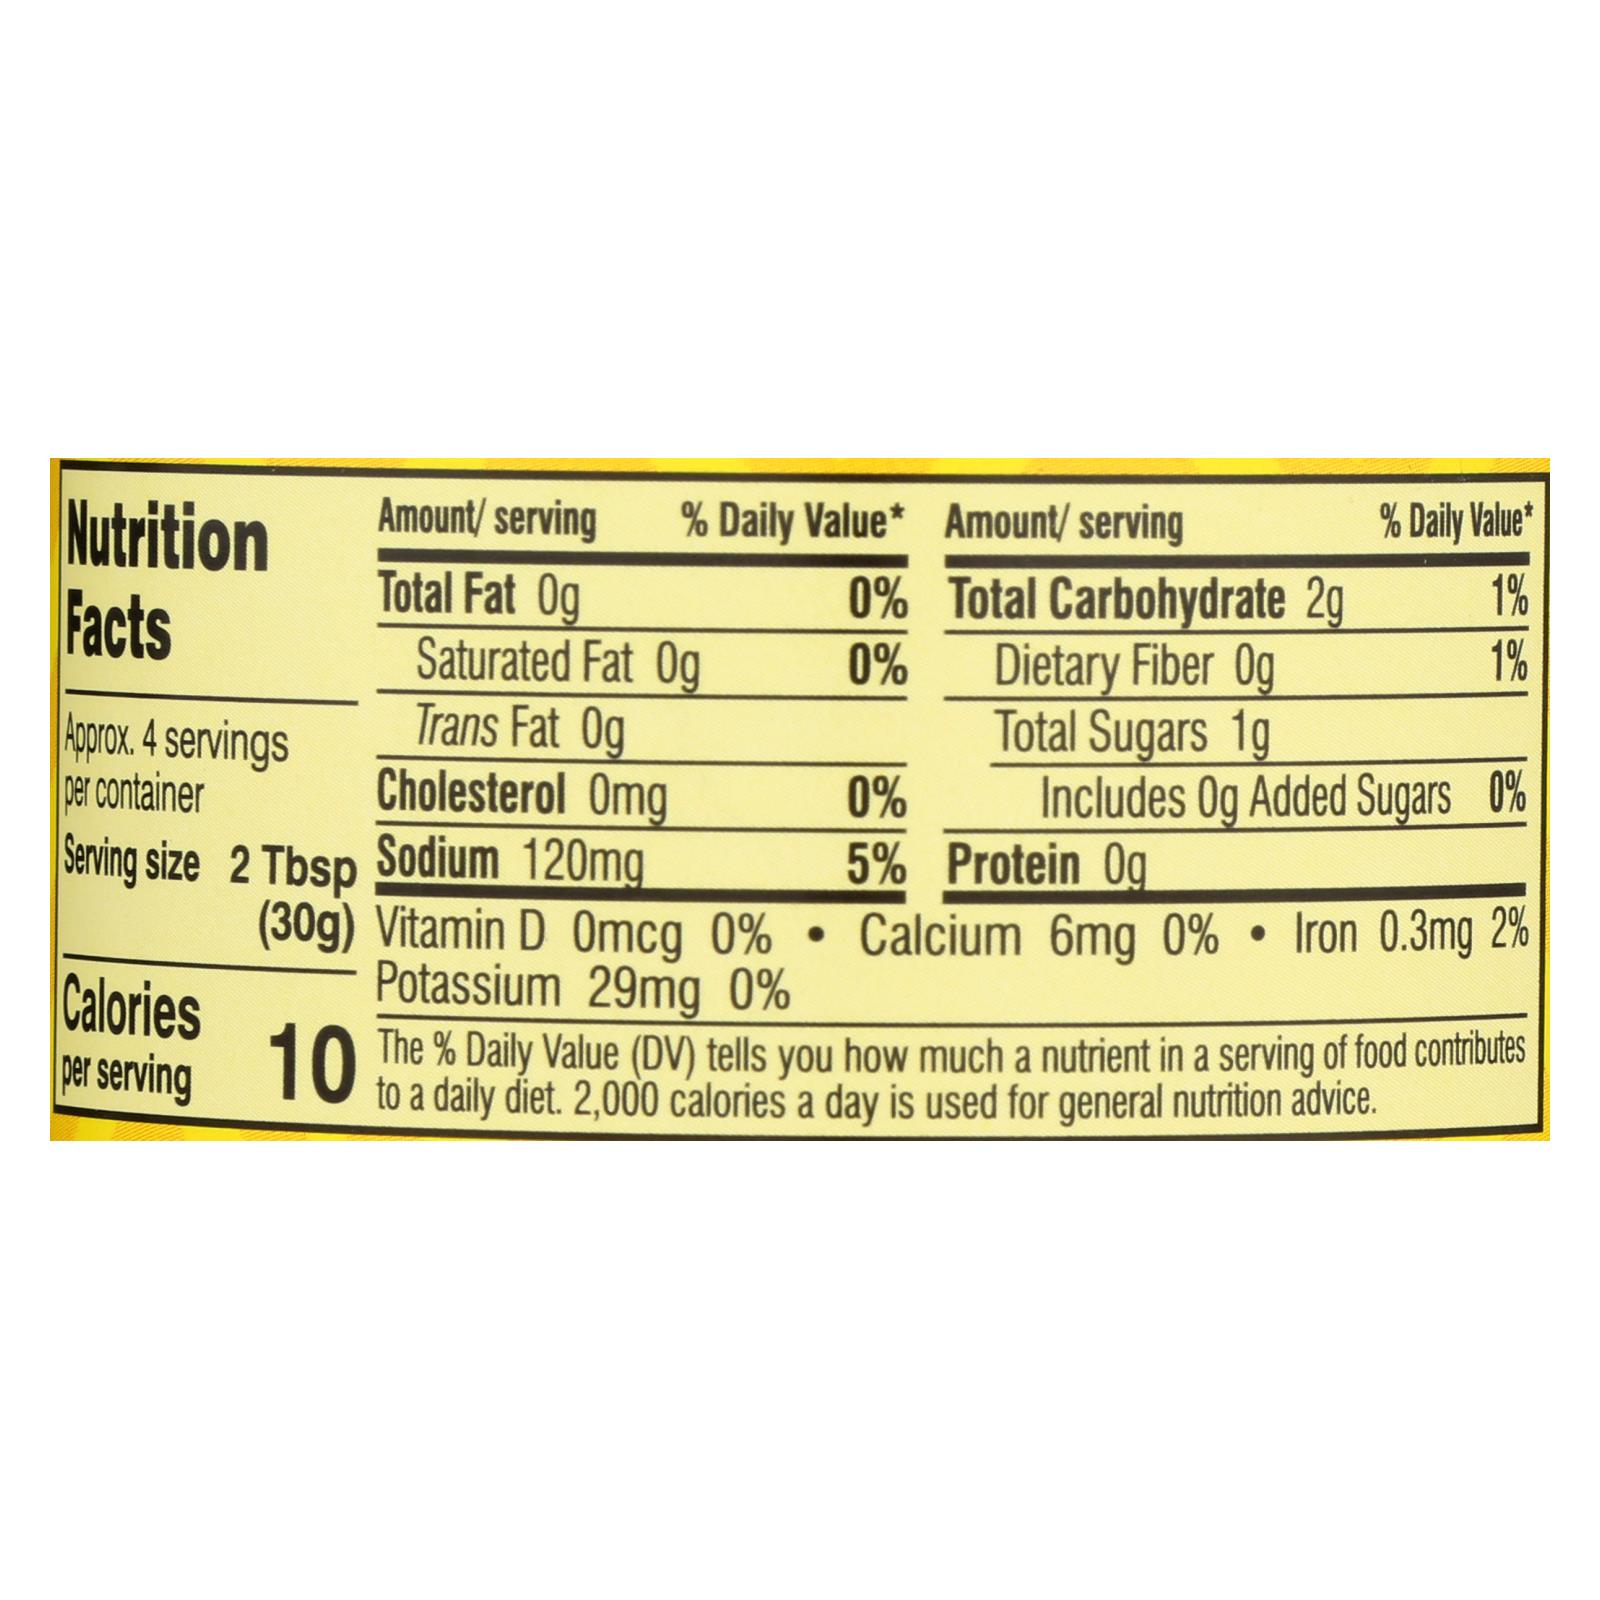 Nutrition
Facts
Approx. 4 servings
per container
Serving size 2 Tbsp
(30g)
Calories
per serving 10
Amount/ serving % Daily Value*
Total Fat 0g 0%
Saturated Fat 0g 0%
Trans Fat 0g
Cholesterol 0mg 0%
Sodium 120mg 5%
Amount/ serving % Daily Value*
Total Carbohydrate 2g 1%
Dietary Fiber 0g 1%
Total Sugars 1g
Includes 0g Added Sugars 0%
Protein 0g
Vitamin D 0mcg 0% • Calcium 6mg 0% • Iron 0.3mg 2%
Potassium 29mg 0%
The % Daily Value (DV) tells you how much a nutrient in a serving of food contributes
to a daily diet. 2,000 calories a day is used for general nutrition advice.